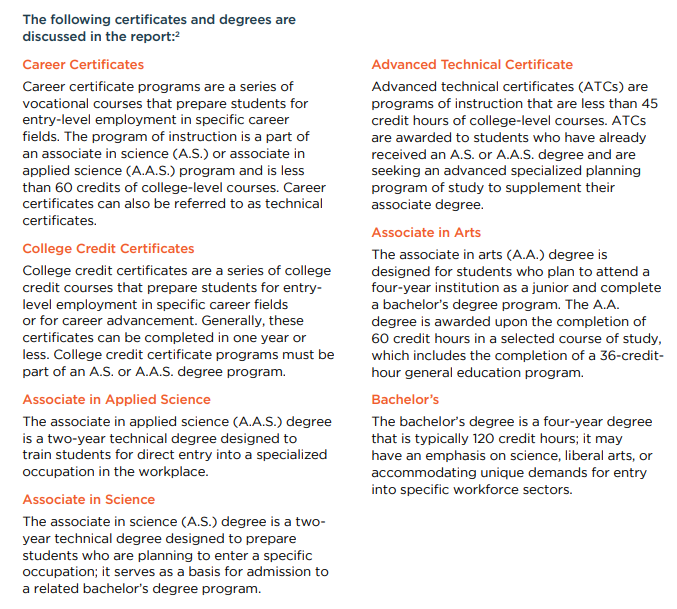 The following certificates and degrees are
discussed in the report:²
Career Certificates
Career certificate programs are a series of
vocational courses that prepare students for
entry-level employment in specific career
fields. The program of instruction is a part of
an associate in science (A.S.) or associate in
applied science (A.A.S.) program and is less
than 60 credits of college-level courses. Career
certificates can also be referred to as technical
certificates.
College Credit Certificates
College credit certificates are a series of college
credit courses that prepare students for entry-
level employment in specific career fields
or for career advancement. Generally, these
certificates can be completed in one year or
less. College credit certificate programs must be
part of an A.S. or A.A.S. degree program.
Associate in Applied Science
The associate in applied science (A.A.S.) degree
is a two-year technical degree designed to
train students for direct entry into a specialized
occupation in the workplace.
Associate in Science
The associate in science (A.S.) degree is a two-
year technical degree designed to prepare
students who are planning to enter a specific
occupation; it serves as a basis for admission to
a related bachelor's degree program.
Advanced Technical Certificate
Advanced technical certificates (ATCs) are
programs of instruction that are less than 45
credit hours of college-level courses. ATCs
are awarded to students who have already
received an A.S. or A.A.S. degree and are
seeking an advanced specialized planning
program of study to supplement their
associate degree.
Associate in Arts
The associate in arts (A.A.) degree is
designed for students who plan to attend a
four-year institution as a junior and complete
a bachelor's degree program. The A.A.
degree is awarded upon the completion of
60 credit hours in a selected course of study,
which includes the completion of a 36-credit-
hour general education program.
Bachelor's
The bachelor's degree is a four-year degree
that is typically 120 credit hours; it may
have an emphasis on science, liberal arts, or
accommodating unique demands for entry
into specific workforce sectors.